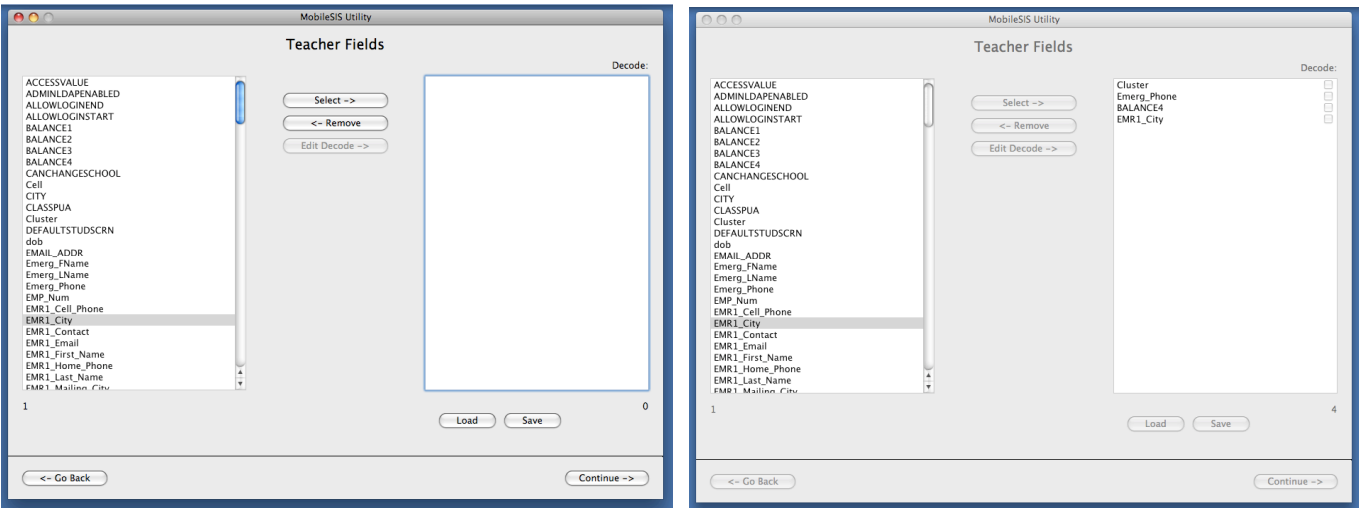 MobileSIS Utility
Teacher Fields
Decode:
ACCESSVALUE
ADMINLDAPENABLED
ALLOWLOGINEND
ALLOWLOGINSTART
BALANCE1
BALANCE2
BALANCE3
BALANCE4
CANCHANGESCHOOL
Cell
CITY
CLASSPUA
Cluster
DEFAULTSTUDSCRN
dob
EMAIL_ADDR
Emerg_FName
Emerg_LName
Emerg_Phone
EMP_Num
EMR1_Cell_Phone
EMR1_City
EMR1_Contact
EMR1_Email
EMR1_First_Name
EMR1_Home_Phone
EMR1_Last_Name
EMR1_Mailing_City
Select ->
<- Remove
Edit Decode ->
1
0
Load Save
<- Go Back
Continue ->
MobileSIS Utility
Teacher Fields
Decode:
ACCESSVALUE
ADMINLDAPENABLED
ALLOWLOGINEND
ALLOWLOGINSTART
BALANCE1
BALANCE2
BALANCE3
BALANCE4
CANCHANGESCHOOL
Cell
CITY
CLASSPUA
Cluster
DEFAULTSTUDSCRN
dob
EMAIL_ADDR
Emerg_FName
Emerg_LName
Emerg_Phone
EMP_Num
EMR1_Cell_Phone
EMR1_City
EMR1_Contact
EMR1_Email
EMR1_First_Name
EMR1_Home_Phone
EMR1_Last_Name
EMR1_Mailing_City
Select ->
<- Remove
Edit Decode ->
Cluster
Emerg_Phone
BALANCE4
EMR1_City
1
4
Load Save
<- Go Back
Continue ->